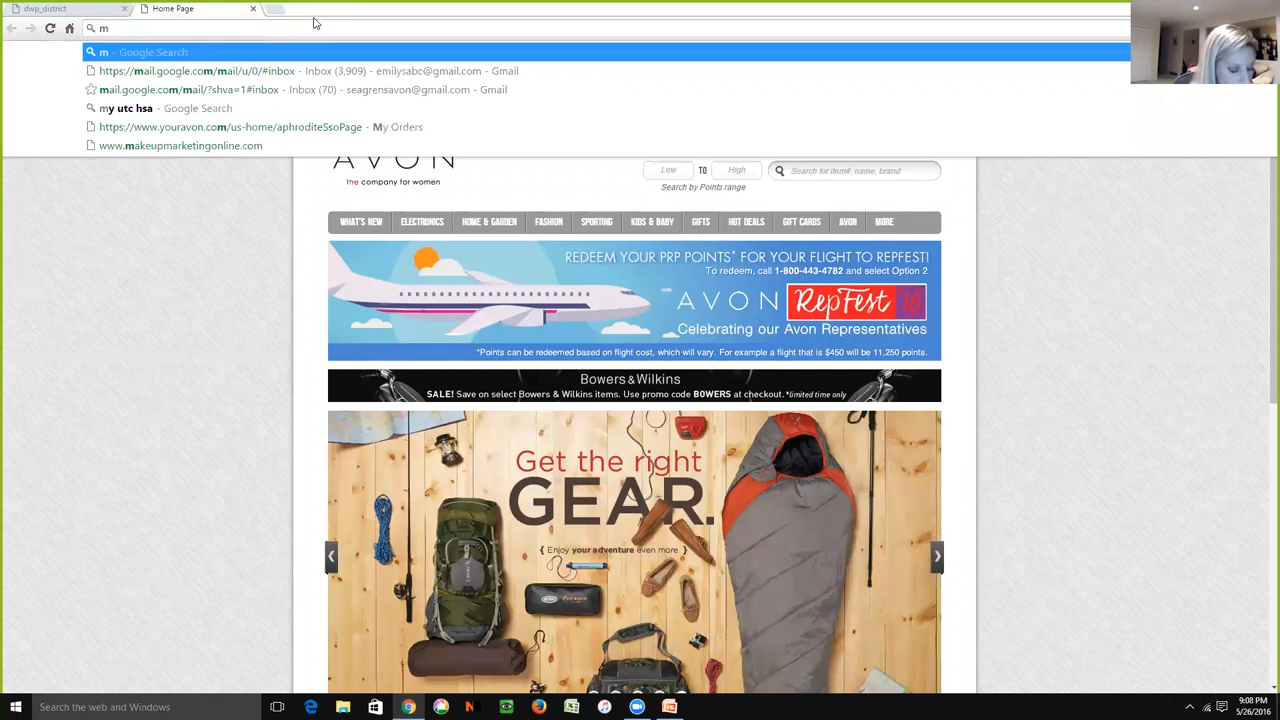 dwp_district
Home Page
m
m - Google Search
https://mail.google.com/mail/u/0/#inbox - Inbox (3,909) - emilysabc@gmail.com - Gmail
mail.google.com/mail/?shva=1#inbox - Inbox (70) - seagrensavon@gmail.com - Gmail
my utc hsa - Google Search
https://www.youravon.com/us-home/aphroditeSsoPage - My Orders
www.makeupmarketingonline.com
AVON
the company for women
Low TO High
Search for item#, name, brand
Search by Points range
WHAT'S NEW ELECTRONICS HOME & GARDEN FASHION SPORTING KIDS & BABY GIFTS HOT DEALS GIFT CARDS AVON MORE
REDEEM YOUR PRP POINTS* FOR YOUR FLIGHT TO REPFEST!
To redeem, call 1-800-443-4782 and select Option 2
AVON RepFest 16
Celebrating our Avon Representatives
*Points can be redeemed based on flight cost, which will vary. For example a flight that is $450 will be 11,250 points.
Bowers & Wilkins
SALE! Save on select Bowers & Wilkins items. Use promo code BOWERS at checkout. *limited time only
Get the right
GEAR.
{ Enjoy your adventure even more. }
Search the web and Windows
9:08 PM
5/26/2016